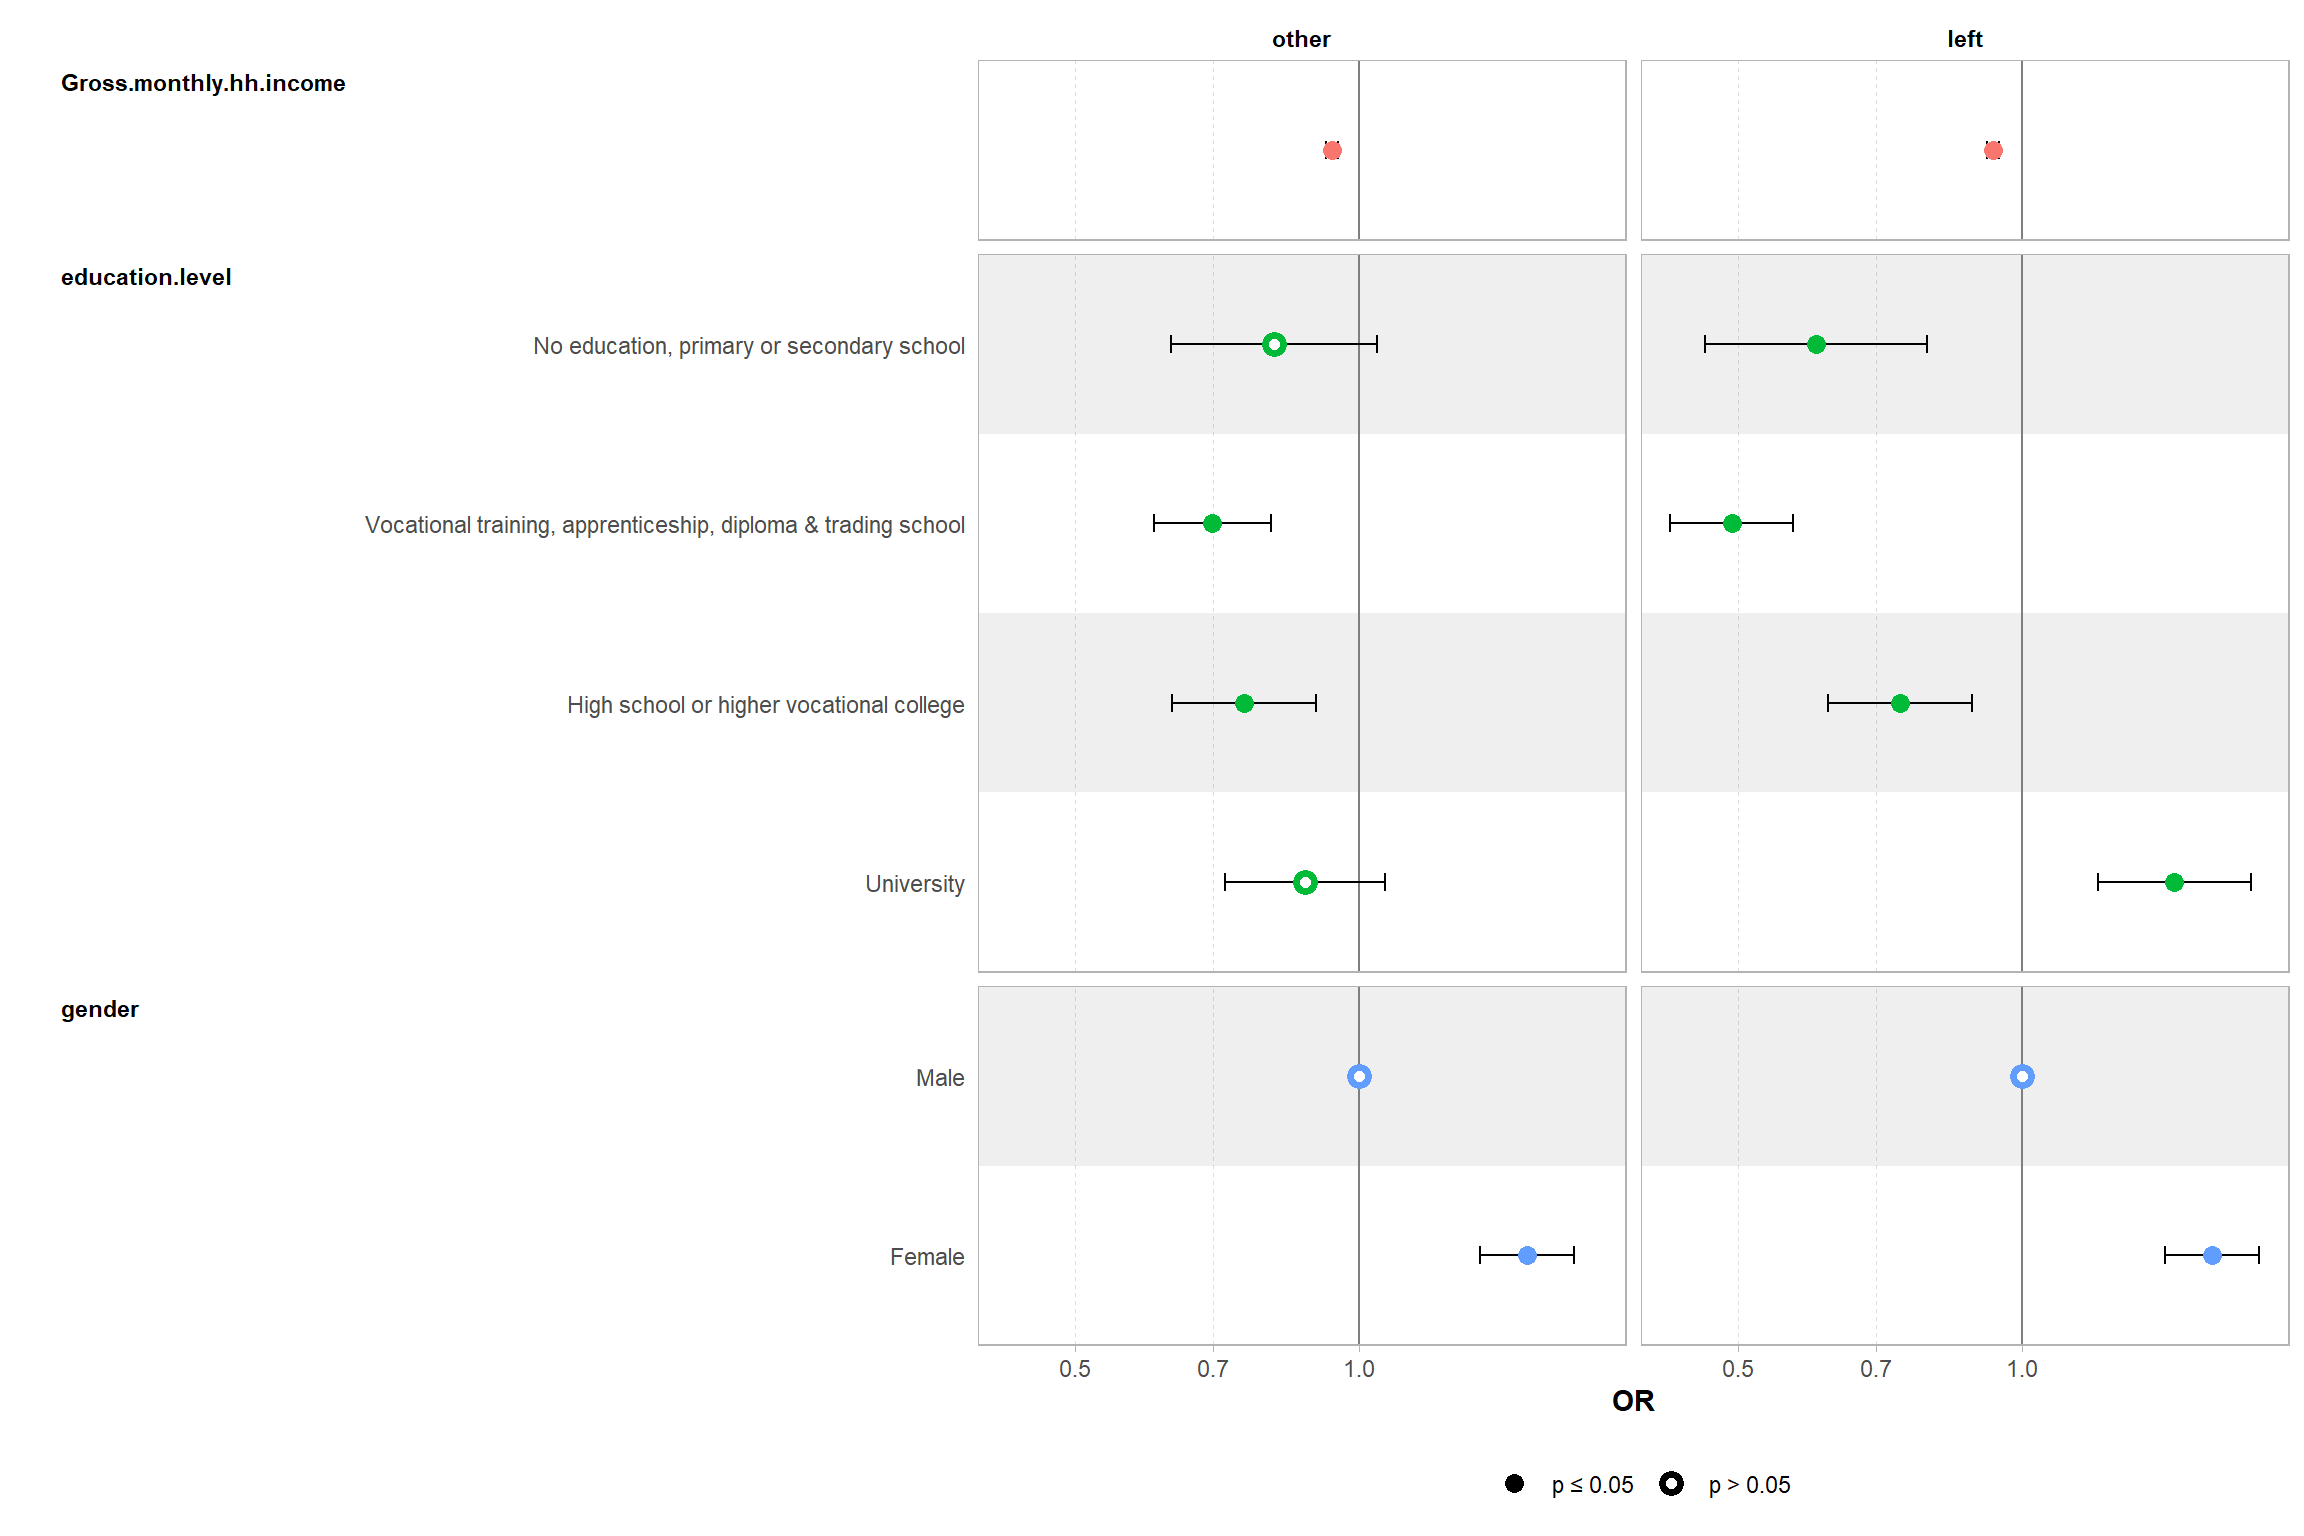 other left
Gross.monthly.hh.income
education.level
No education, primary or secondary school
Vocational training, apprenticeship, diploma & trading school
High school or higher vocational college
University
gender
Male
Female
0.5 0.7 1.0 0.5 0.7 1.0
OR
p ≤ 0.05 p > 0.05